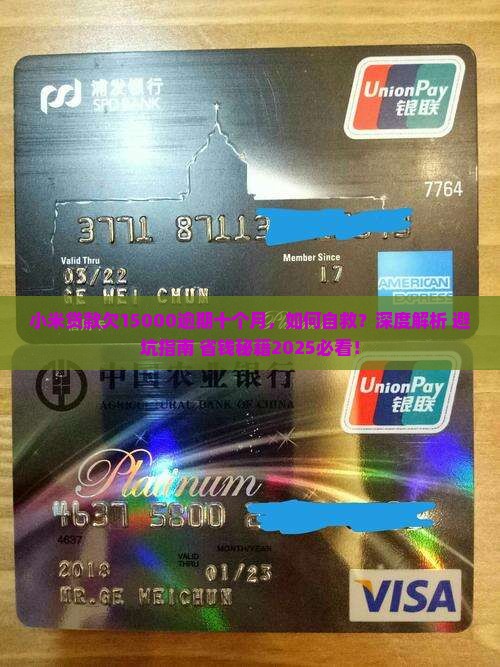 浦发银行
SPD BANK
UnionPay
银联
7764
Valid Thru
Member Since
03/22
17
GE WEI CHUN
AMERICAN
EXPRESS
小米贷款欠15000逾期十个月，如何自救？深度解析 避
坑指南 省钱秘籍2025必看！
中国农业银行
AGRICULTURAL BANK OF CHINA
UnionPay
银联
Platinum
4637 5800
4637
MONTH/YEAR
VALID
THRU
2018
01/23
MR.GE WEICHUN
VISA